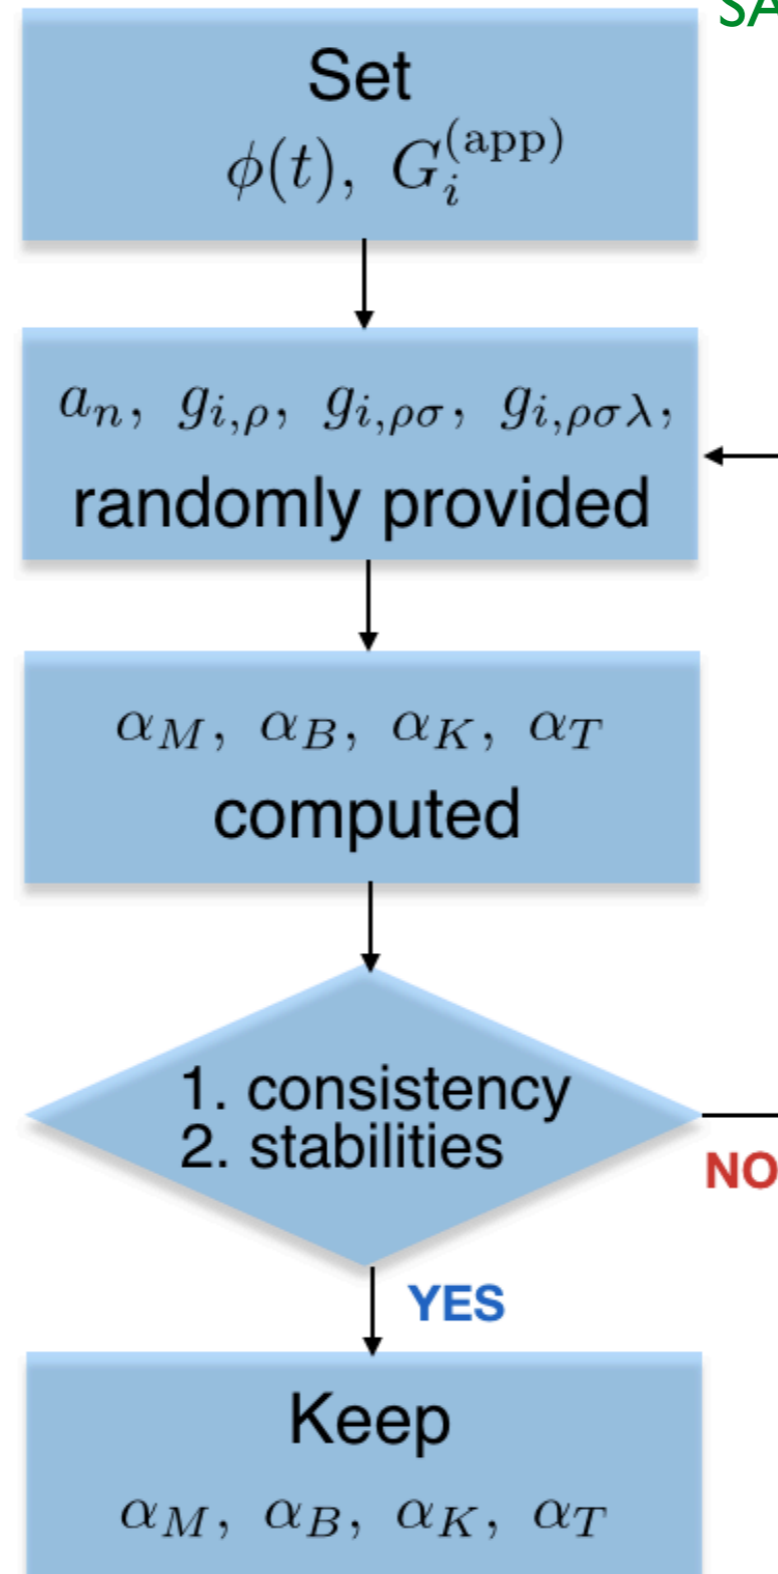 SA
Set
ϕ(t), G_i^{(app)}
a_n, g_{i,ρ}, g_{i,ρσ}, g_{i,ρσλ},
randomly provided
α_M, α_B, α_K, α_T
computed
1. consistency
2. stabilities
NO
YES
Keep
α_M, α_B, α_K, α_T